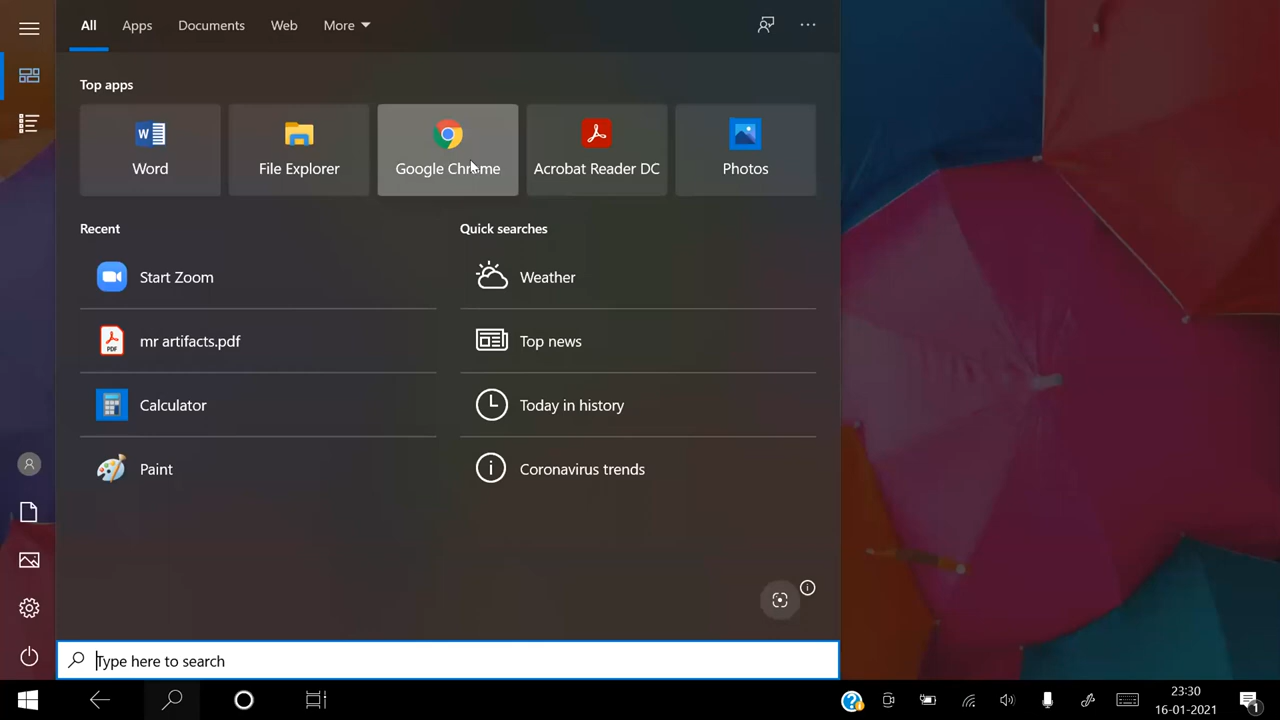 All Apps Documents Web More
Top apps
Word File Explorer Google Chrome Acrobat Reader DC Photos
Recent Quick searches
Start Zoom Weather
mr artifacts.pdf Top news
Calculator Today in history
Paint Coronavirus trends
Type here to search
23:30
16-01-2021